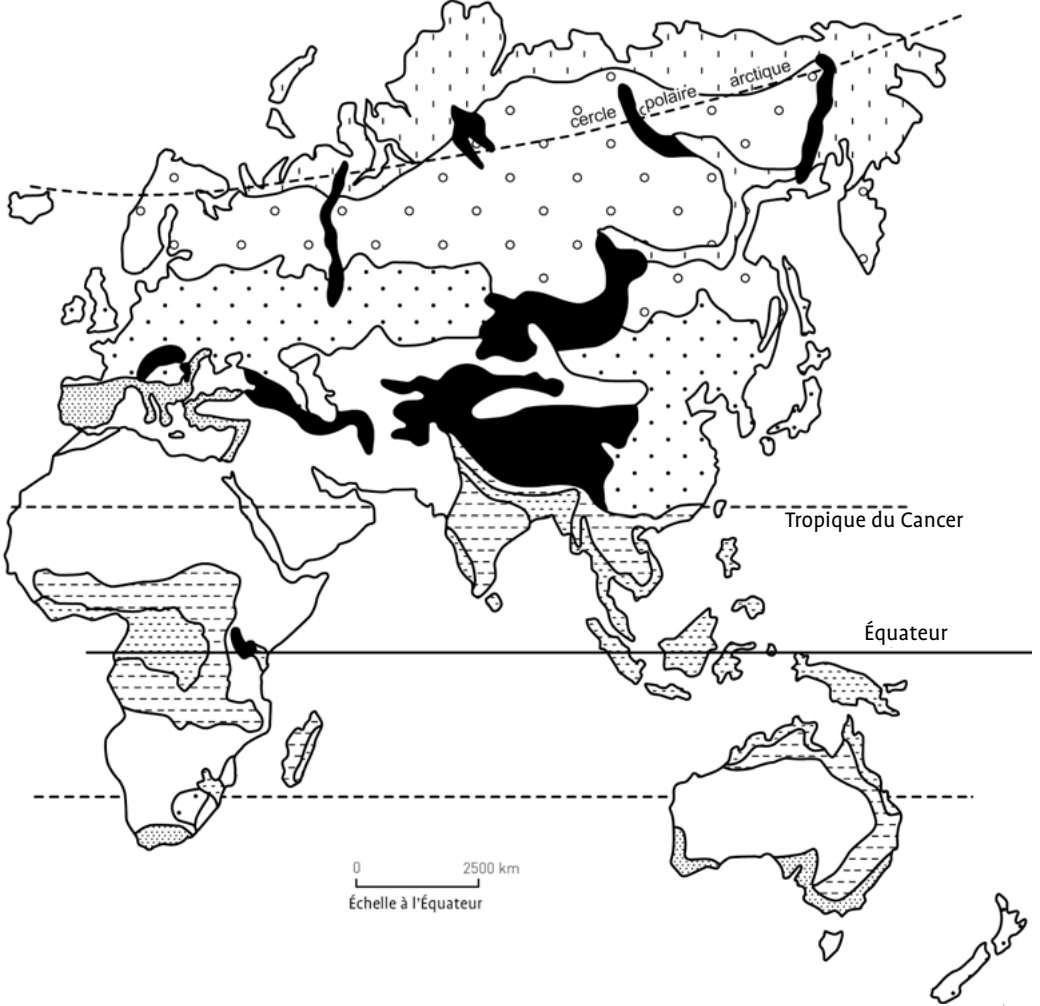 cercle polaire arctique
Tropique du Cancer
Équateur
0 2500 km
Échelle à l'Équateur